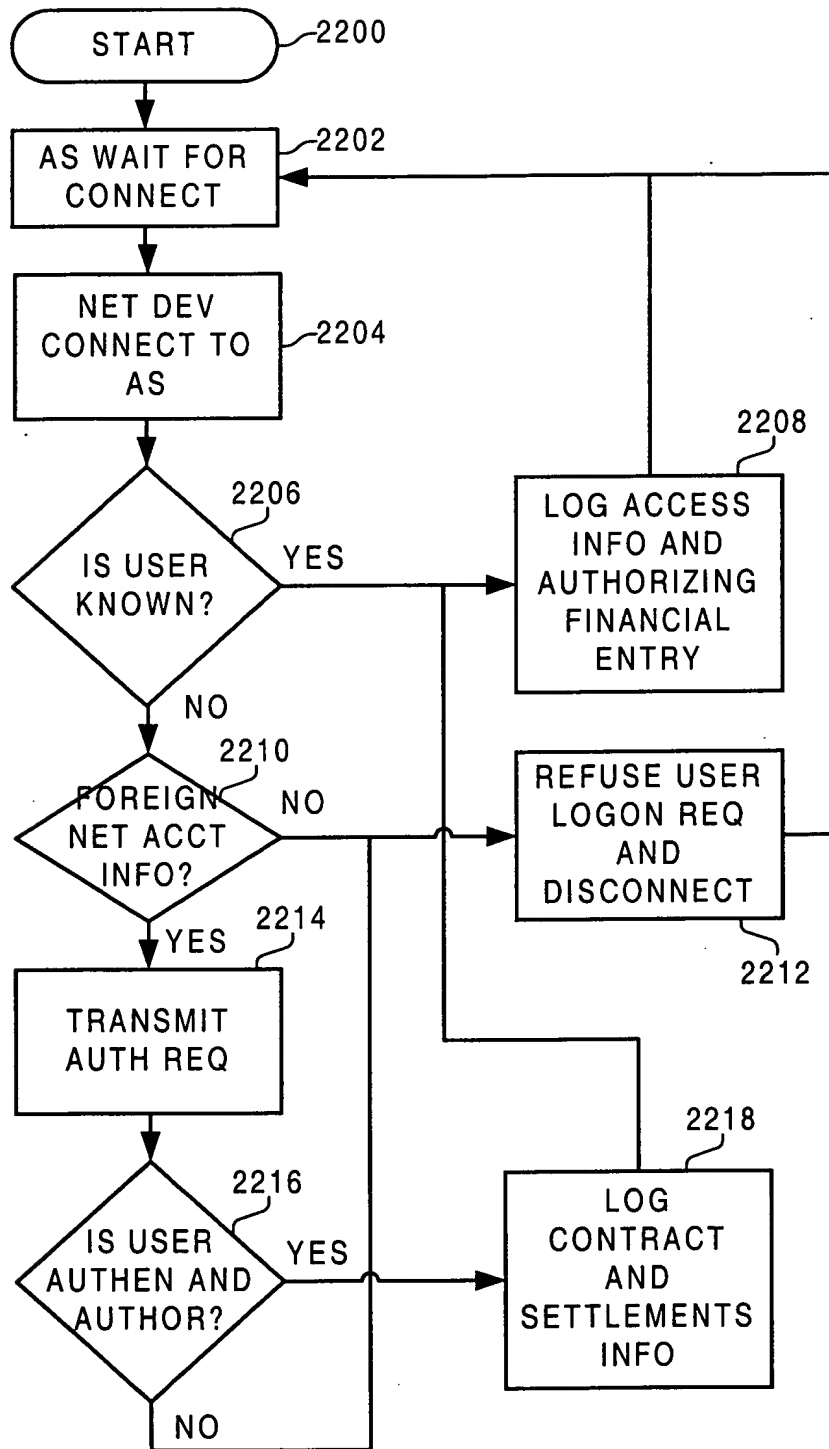 START
2200
AS WAIT FOR
CONNECT
2202
NET DEV
CONNECT TO
AS
2204
IS USER
KNOWN?
2206
YES
NO
LOG ACCESS
INFO AND
AUTHORIZING
FINANCIAL
ENTRY
2208
FOREIGN
NET ACCT
INFO?
2210
NO
YES
REFUSE USER
LOGON REQ
AND
DISCONNECT
2212
TRANSMIT
AUTH REQ
2214
IS USER
AUTHEN AND
AUTHOR?
2216
YES
NO
LOG
CONTRACT
AND
SETTLEMENTS
INFO
2218